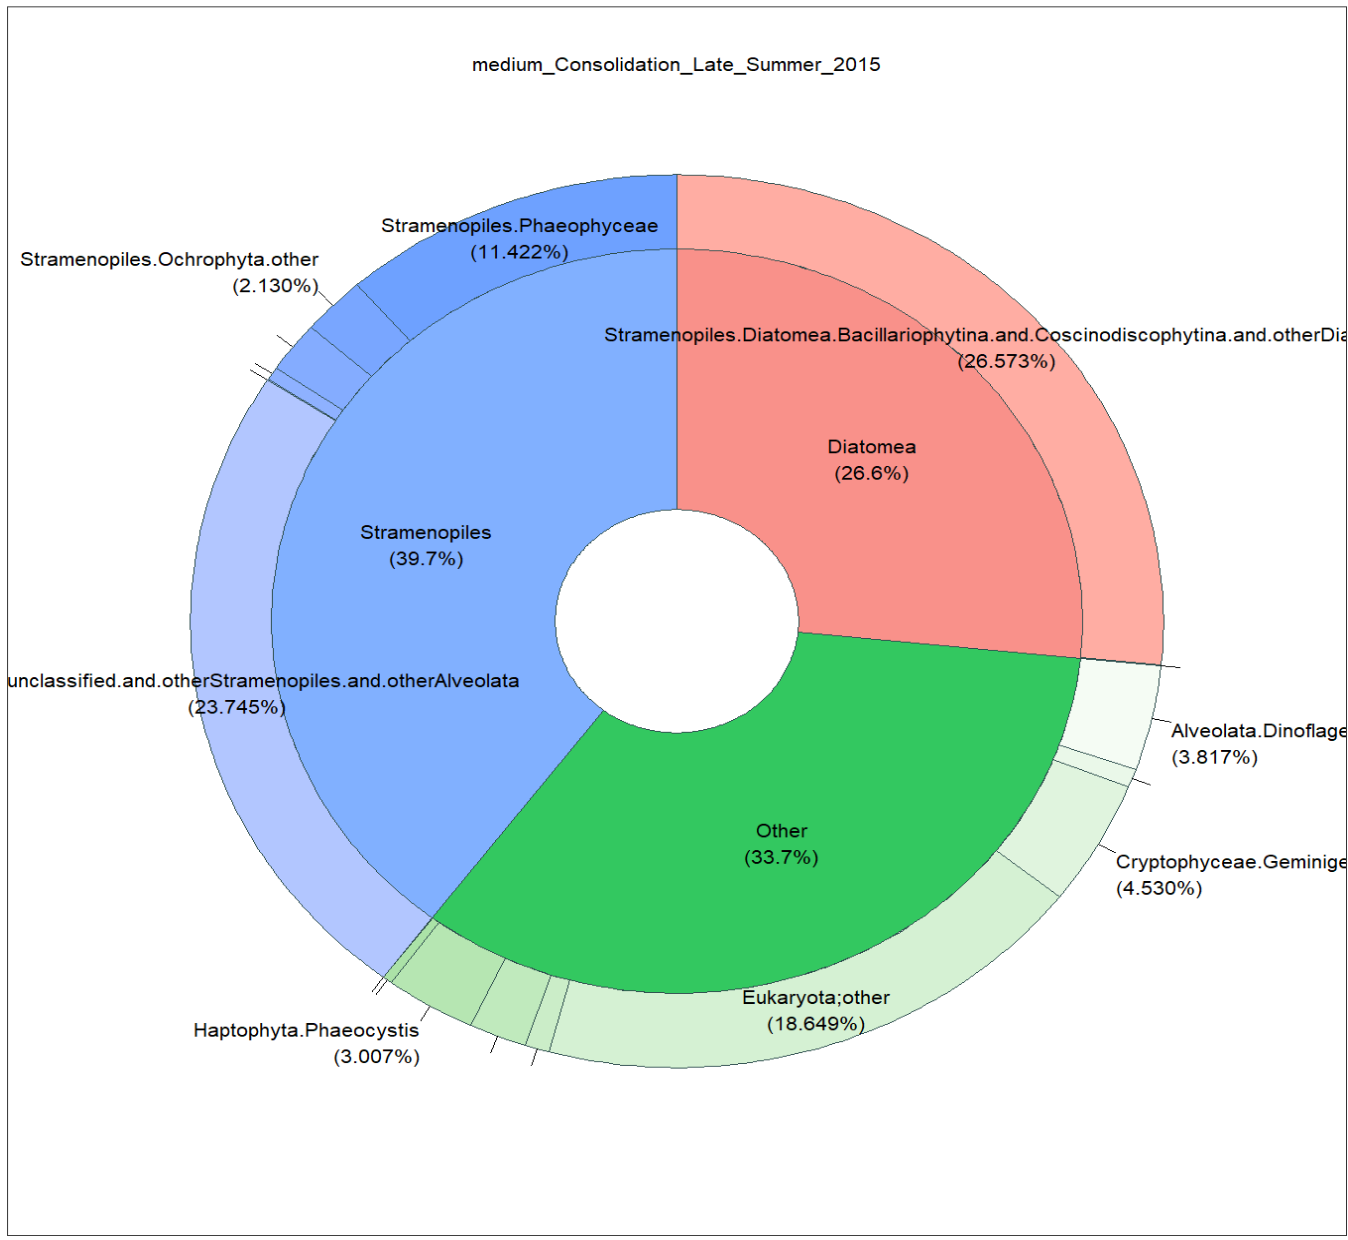 medium_Consolidation_Late_Summer_2015
Stramenopiles.Phaeophyceae
(11.422%)
Stramenopiles.Ochrophyta.other
(2.130%)
Stramenopiles.Diatomea.Bacillariophytina.and.Coscinodiscophytina.and.otherDia
(26.573%)
Diatomea
(26.6%)
Stramenopiles
(39.7%)
unclassified.and.otherStramenopiles.and.otherAlveolata
(23.745%)
Alveolata.Dinoflage
(3.817%)
Other
(33.7%)
Cryptophyceae.Geminige
(4.530%)
Eukaryota;other
(18.649%)
Haptophyta.Phaeocystis
(3.007%)